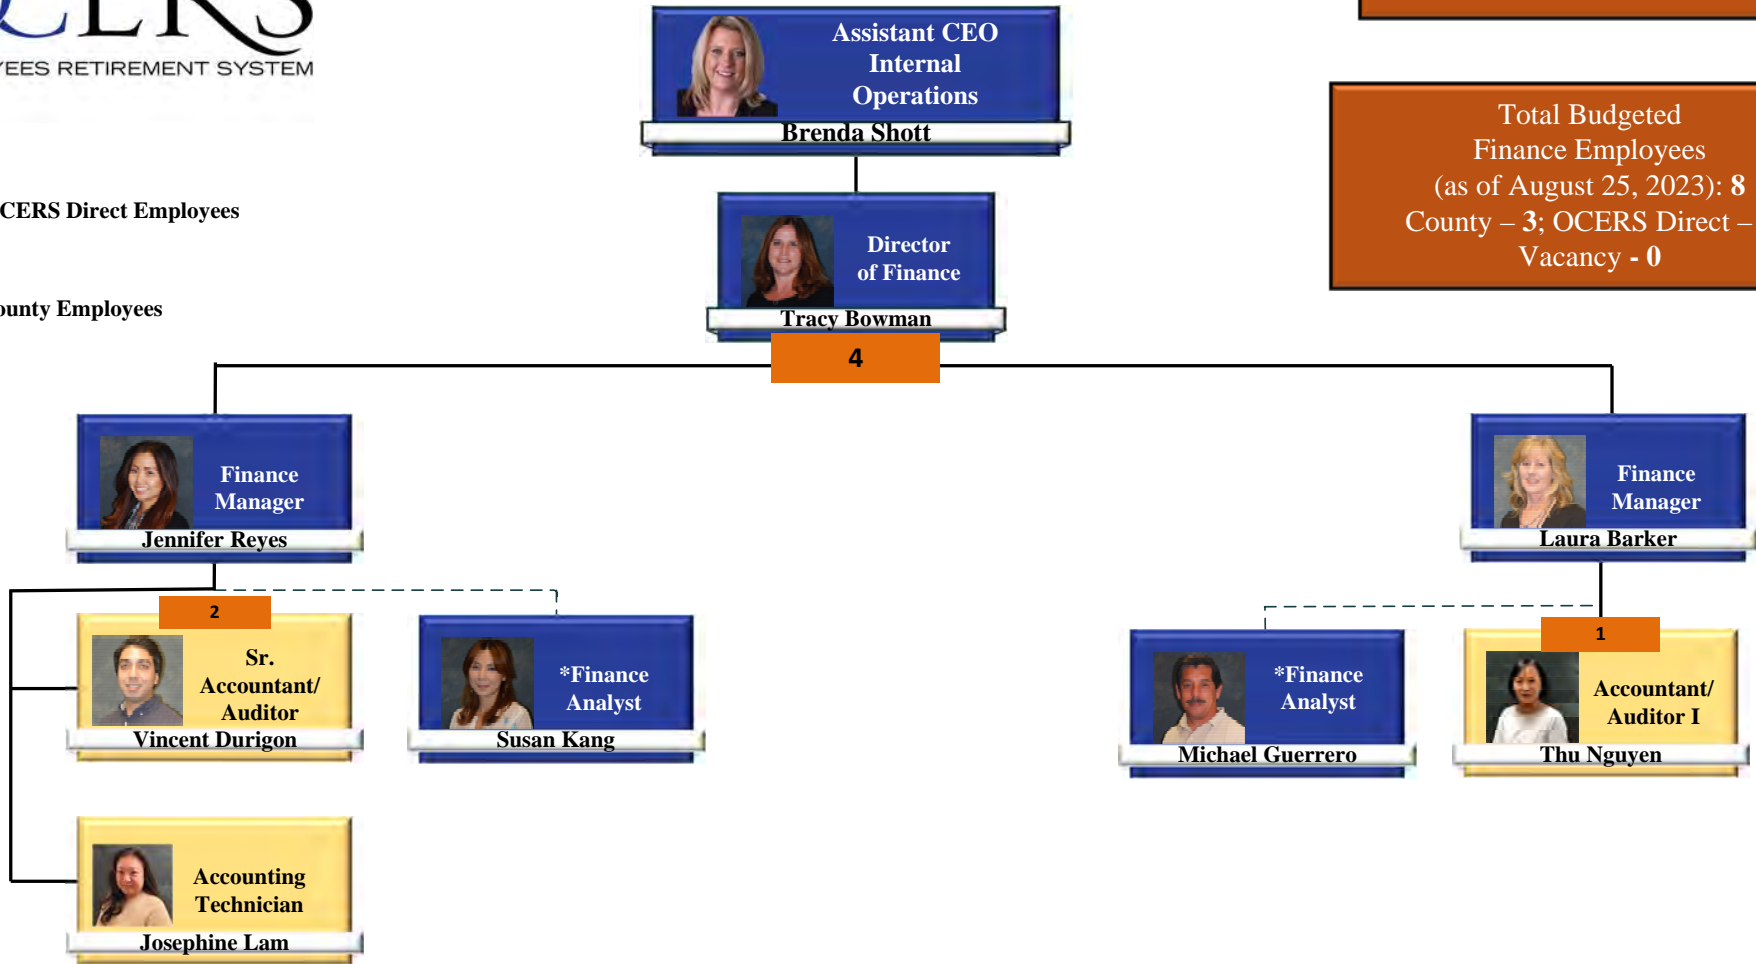 YEES RETIREMENT SYSTEM
Assistant CEO
Internal
Operations
Brenda Shott
Total Budgeted
Finance Employees
(as of August 25, 2023): 8
County – 3; OCERS Direct –
Vacancy - 0
CERS Direct Employees
ounty Employees
Director
of Finance
Tracy Bowman
4
Finance
Manager
Jennifer Reyes
Finance
Manager
Laura Barker
2
Sr.
Accountant/
Auditor
Vincent Durigon
*Finance
Analyst
Susan Kang
*Finance
Analyst
Michael Guerrero
1
Accountant/
Auditor I
Thu Nguyen
Accounting
Technician
Josephine Lam